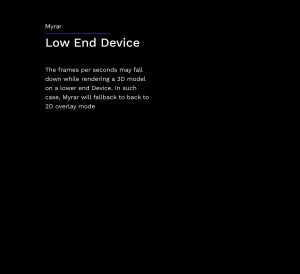 Myrar
Low End Device
The frames per seconds may fall
down while rendering a 3D model
on a lower end Device. In such
case, Myrar will fallback to back to
2D overlay mode